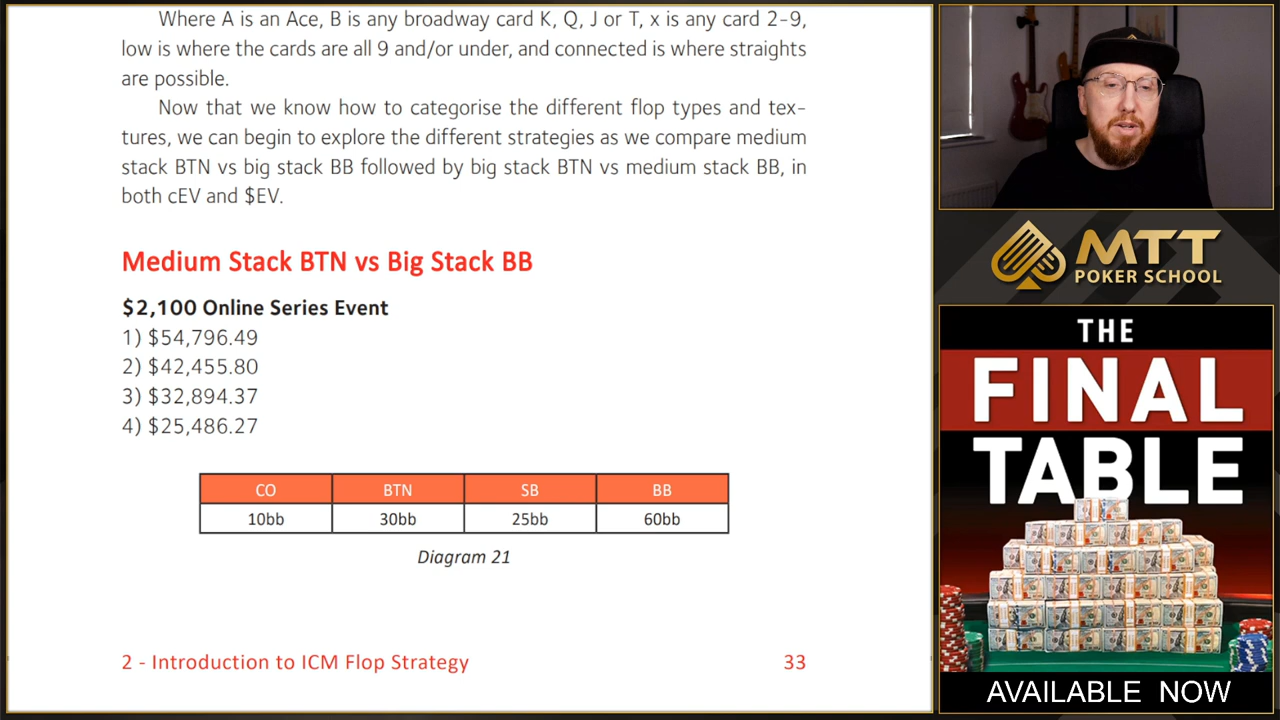 Where A is an Ace, B is any broadway card K, Q, J or T, x is any card 2-9,
low is where the cards are all 9 and/or under, and connected is where straights
are possible.
Now that we know how to categorise the different flop types and tex-
tures, we can begin to explore the different strategies as we compare medium
stack BTN vs big stack BB followed by big stack BTN vs medium stack BB, in
both cEV and $EV.
Medium Stack BTN vs Big Stack BB
$2,100 Online Series Event
1) $54,796.49
2) $42,455.80
3) $32,894.37
4) $25,486.27
CO BTN SB BB
10bb 30bb 25bb 60bb
Diagram 21
2 - Introduction to ICM Flop Strategy 33
MTT
POKER SCHOOL
THE
FINAL
TABLE
AVAILABLE NOW